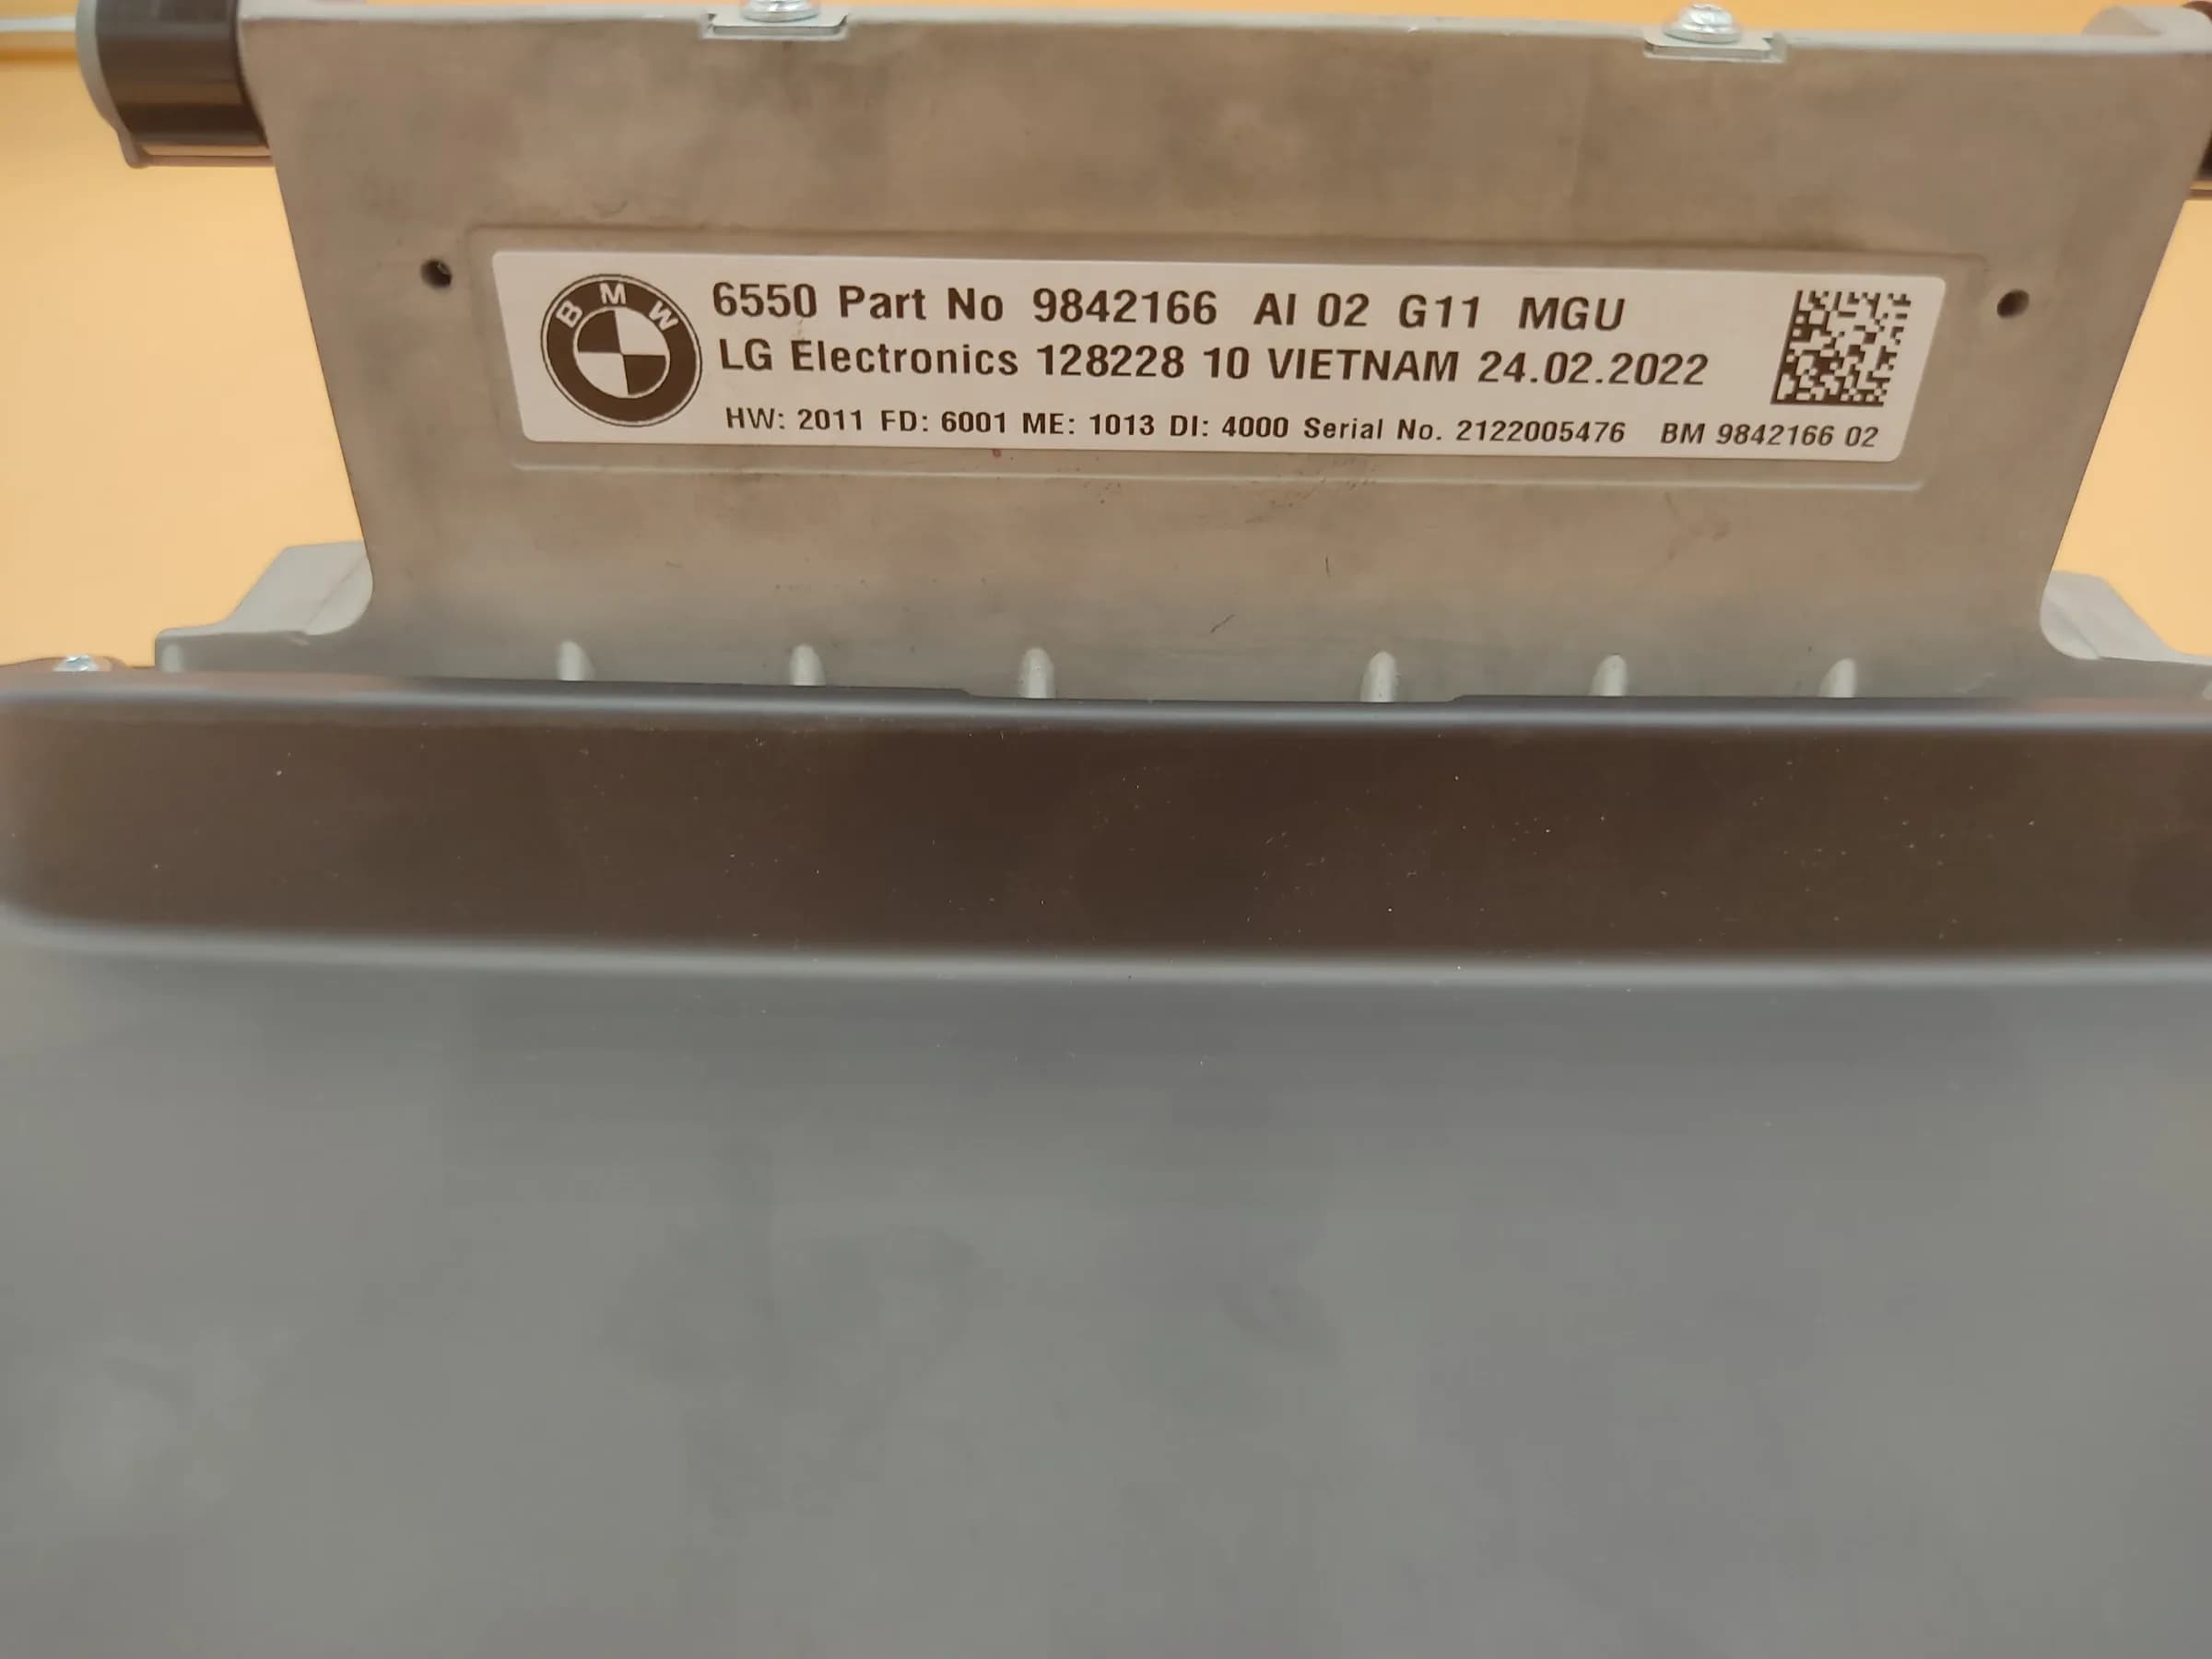 BMW
6550 Part No 9842166 AI 02 G11 MGU
LG Electronics 128228 10 VIETNAM 24.02.2022
HW: 2011 FD: 6001 ME: 1013 DI: 4000 Serial No. 2122005476 BM 9842166 02